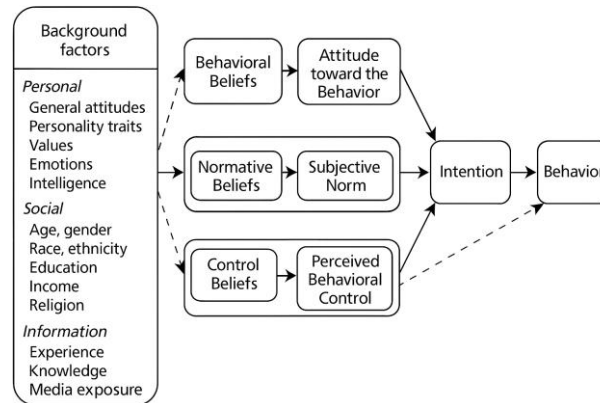 Background
factors
Personal
General attitudes
Personality traits
Values
Emotions
Intelligence
Social
Age, gender
Race, ethnicity
Education
Income
Religion
Information
Experience
Knowledge
Media exposure
Behavioral
Beliefs
Attitude
toward the
Behavior
Normative
Beliefs
Subjective
Norm
Control
Beliefs
Perceived
Behavioral
Control
Intention
Behavior